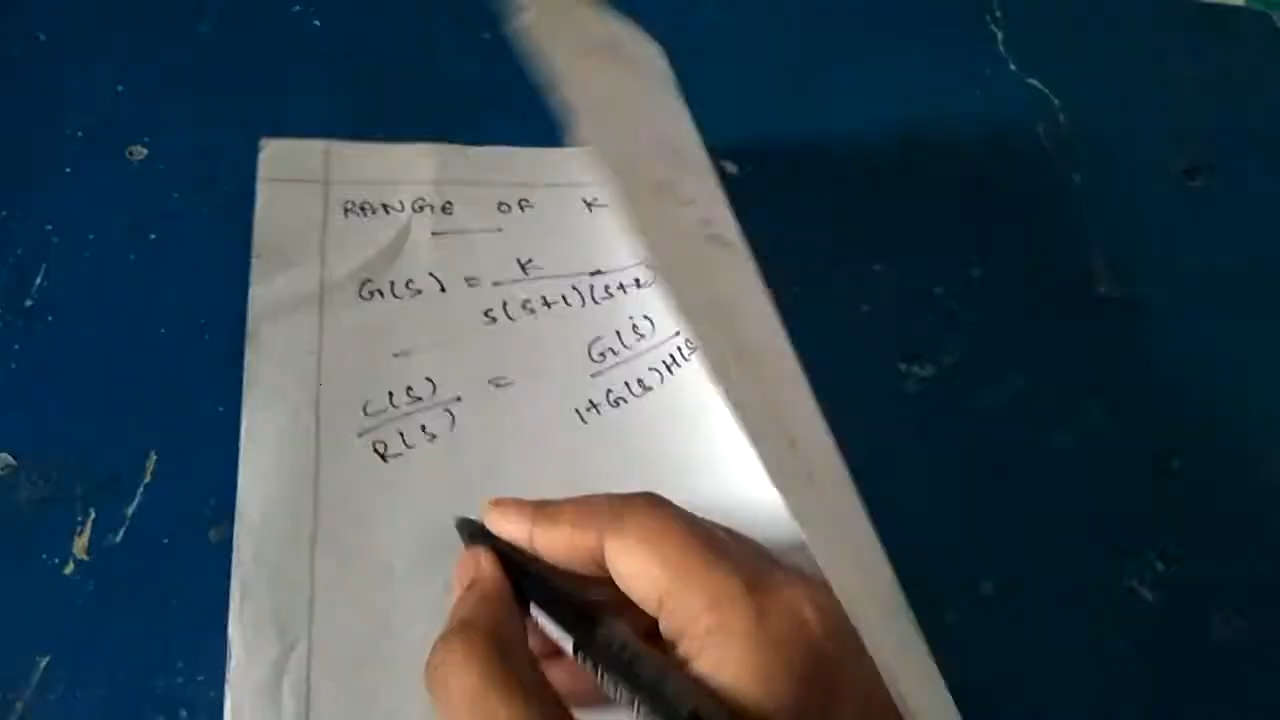 RANGE OF K
G(S) = K / S(S+1)(S+2)
C(S) / R(S) = G(S) / 1+G(S)H(S